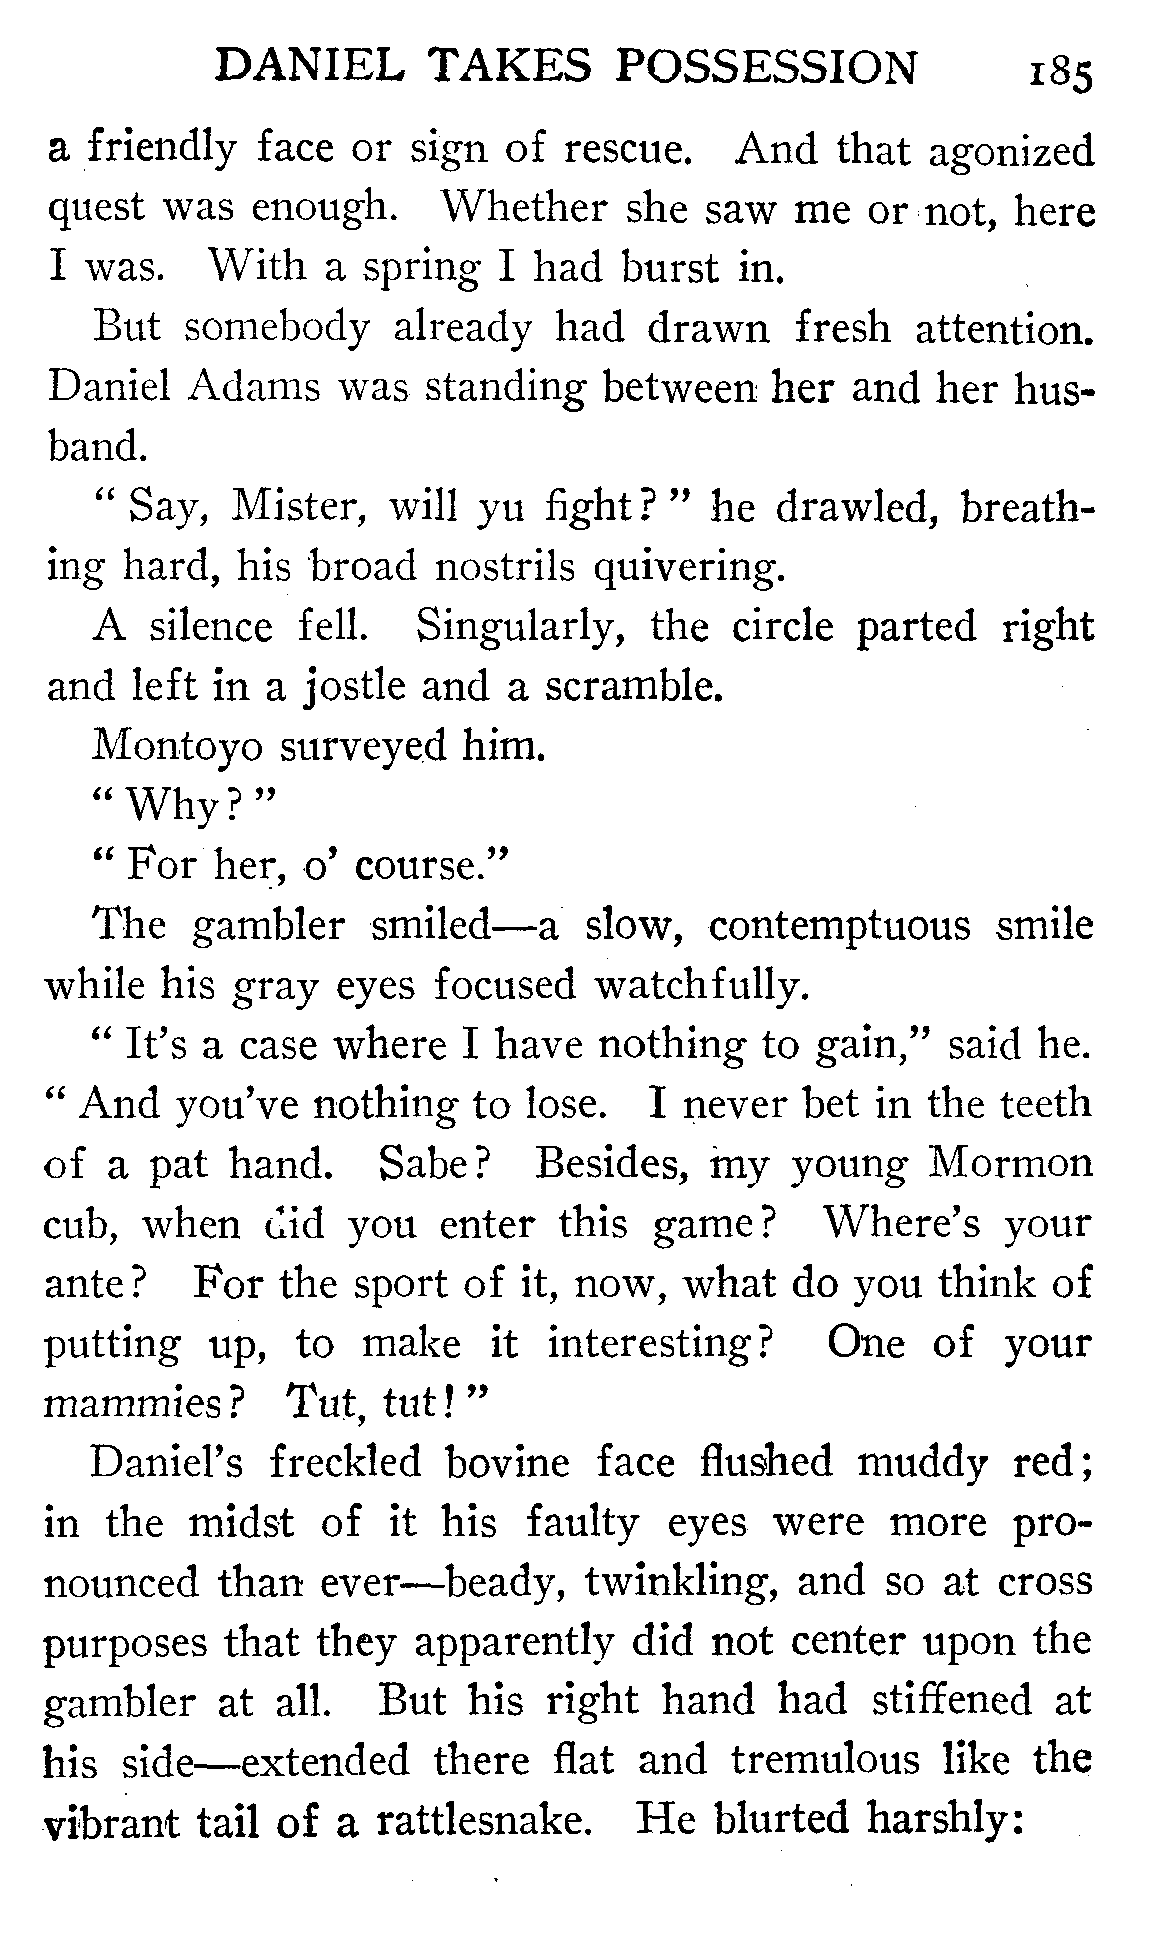 DANIEL TAKES POSSESSION 185
a friendly face or sign of rescue. And that agonized
quest was enough. Whether she saw me or not, here
I was. With a spring I had burst in.
But somebody already had drawn fresh attention.
Daniel Adams was standing between her and her hus-
band.
“ Say, Mister, will yu fight? ” he drawled, breath-
ing hard, his broad nostrils quivering.
A silence fell. Singularly, the circle parted right
and left in a jostle and a scramble.
Montoyo surveyed him.
“ Why? ”
“ For her, o’ course.”
The gambler smiled—a slow, contemptuous smile
while his gray eyes focused watchfully.
“ It’s a case where I have nothing to gain,” said he.
“ And you’ve nothing to lose. I never bet in the teeth
of a pat hand. Sabe? Besides, my young Mormon
cub, when did you enter this game? Where’s your
ante? For the sport of it, now, what do you think of
putting up, to make it interesting? One of your
mammies? Tut, tut! ”
Daniel’s freckled bovine face flushed muddy red;
in the midst of it his faulty eyes were more pro-
nounced than ever—beady, twinkling, and so at cross
purposes that they apparently did not center upon the
gambler at all. But his right hand had stiffened at
his side—extended there flat and tremulous like the
vibrant tail of a rattlesnake. He blurted harshly: